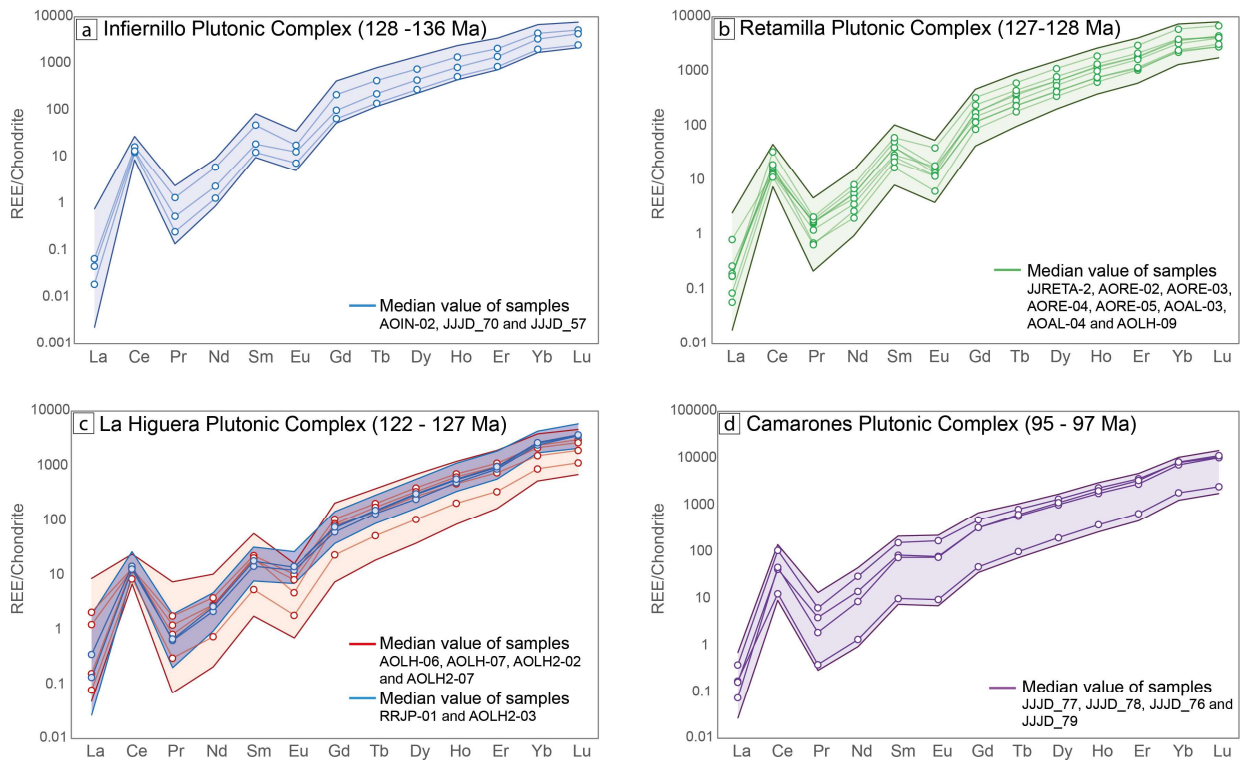 a Infiernillo Plutonic Complex (128 -136 Ma)
REE/Chondrite
10000
1000
100
10
1
0.1
0.01
0.001
La Ce Pr Nd Sm Eu Gd Tb Dy Ho Er Yb Lu
Median value of samples
AOIN-02, JJJD_70 and JJJD_57
b Retamilla Plutonic Complex (127-128 Ma)
REE/Chondrite
10000
1000
100
10
1
0.1
0.01
La Ce Pr Nd Sm Eu Gd Tb Dy Ho Er Yb Lu
Median value of samples
JJRETA-2, AORE-02, AORE-03,
AORE-04, AORE-05, AOAL-03,
AOAL-04 and AOLH-09
c La Higuera Plutonic Complex (122 - 127 Ma)
REE/Chondrite
10000
1000
100
10
1
0.1
0.01
La Ce Pr Nd Sm Eu Gd Tb Dy Ho Er Yb Lu
Median value of samples
AOLH-06, AOLH-07, AOLH2-02
and AOLH2-07
Median value of samples
RRJP-01 and AOLH2-03
d Camarones Plutonic Complex (95 - 97 Ma)
REE/Chondrite
100000
10000
1000
100
10
1
0.1
0.01
La Ce Pr Nd Sm Eu Gd Tb Dy Ho Er Yb Lu
Median value of samples
JJJD_77, JJJD_78, JJJD_76 and
JJJD_79